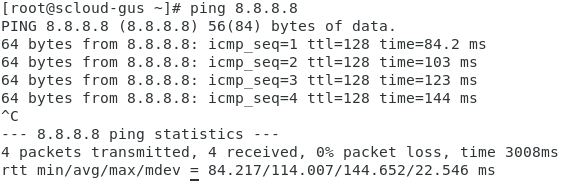 [root@scloud-gus ~]# ping 8.8.8.8
PING 8.8.8.8 (8.8.8.8) 56(84) bytes of data.
64 bytes from 8.8.8.8: icmp_seq=1 ttl=128 time=84.2 ms
64 bytes from 8.8.8.8: icmp_seq=2 ttl=128 time=103 ms
64 bytes from 8.8.8.8: icmp_seq=3 ttl=128 time=123 ms
64 bytes from 8.8.8.8: icmp_seq=4 ttl=128 time=144 ms
^C
--- 8.8.8.8 ping statistics ---
4 packets transmitted, 4 received, 0% packet loss, time 3008ms
rtt min/avg/max/mdev = 84.217/114.007/144.652/22.546 ms